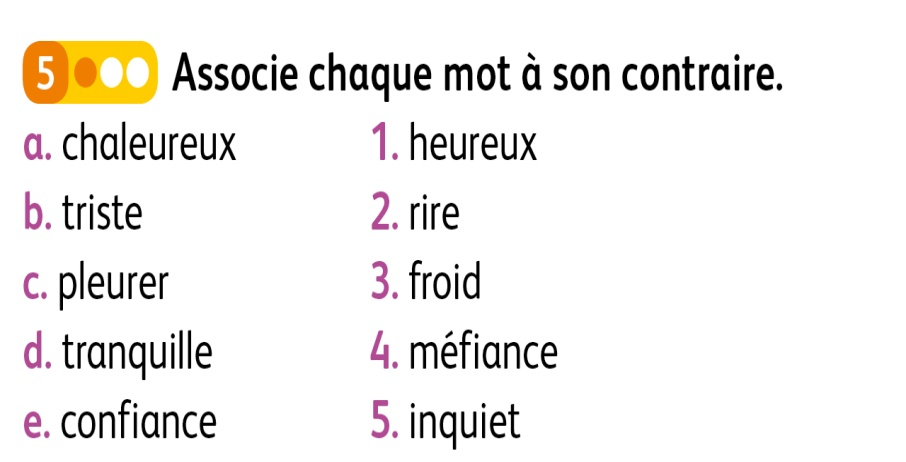 5 Associe chaque mot à son contraire.
a. chaleureux 1. heureux
b. triste 2. rire
c. pleurer 3. froid
d. tranquille 4. méfiance
e. confiance 5. inquiet